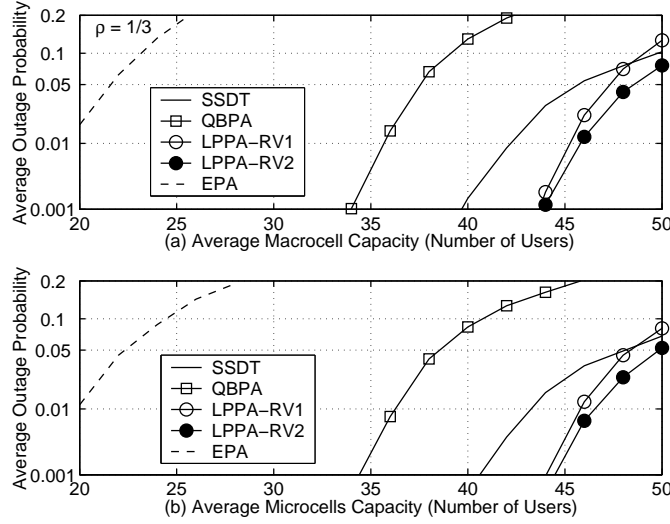 ρ = 1/3
Average Outage Probability
0.2
0.1
0.05
0.01
0.001
SSDT
QBPA
LPPA−RV1
LPPA−RV2
EPA
20 25 30 35 40 45 50
(a) Average Macrocell Capacity (Number of Users)
Average Outage Probability
0.2
0.1
0.05
0.01
0.001
SSDT
QBPA
LPPA−RV1
LPPA−RV2
EPA
20 25 30 35 40 45 50
(b) Average Microcells Capacity (Number of Users)